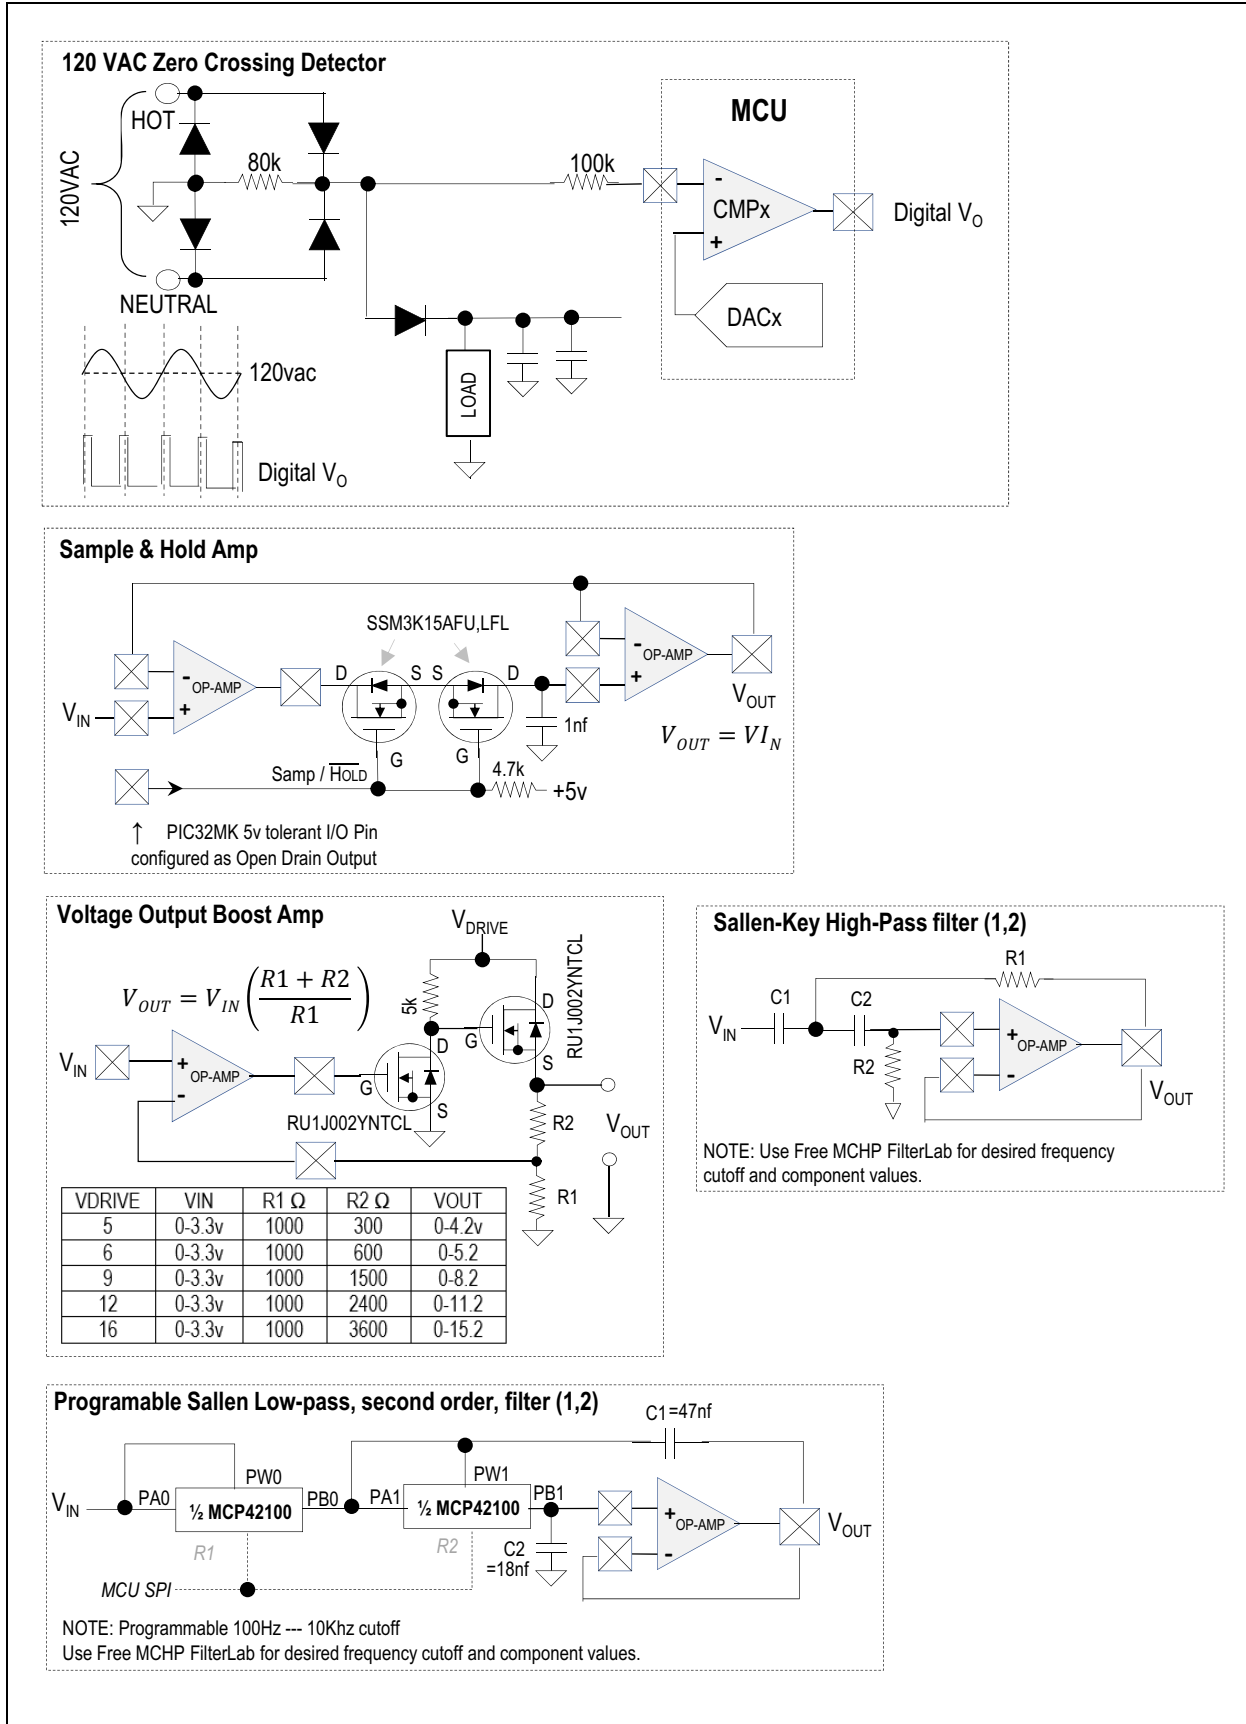 120 VAC Zero Crossing Detector
HOT
120VAC
80k
100k
MCU
-
CMPx
+
DACx
Digital VO
NEUTRAL
LOAD
120vac
Digital VO
Sample & Hold Amp
SSM3K15AFU,LFL
D S S D
- OP-AMP +
- OP-AMP +
VIN
VOUT
1nf
VOUT = VIN
G G
Samp / HOLD
4.7k
+5v
↑ PIC32MK 5v tolerant I/O Pin
configured as Open Drain Output
Voltage Output Boost Amp
VDRIVE
VOUT = VIN (R1 + R2 / R1)
5k
D
G
S
RU1J002YNTCL
VIN
+ OP-AMP -
D
G
S
RU1J002YNTCL
R2
VOUT
R1
VDRIVE VIN R1 Ω R2 Ω VOUT
5 0-3.3v 1000 300 0-4.2v
6 0-3.3v 1000 600 0-5.2
9 0-3.3v 1000 1500 0-8.2
12 0-3.3v 1000 2400 0-11.2
16 0-3.3v 1000 3600 0-15.2
Sallen-Key High-Pass filter (1,2)
R1
C1
C2
VIN
+ OP-AMP -
R2
VOUT
NOTE: Use Free MCHP FilterLab for desired frequency
cutoff and component values.
Programable Sallen Low-pass, second order, filter (1,2)
C1=47nf
PW0
PW1
VIN
PA0
½ MCP42100
PB0
PA1
½ MCP42100
PB1
+ OP-AMP -
VOUT
R1
R2
C2
=18nf
MCU SPI
NOTE: Programmable 100Hz --- 10Khz cutoff
Use Free MCHP FilterLab for desired frequency cutoff and component values.